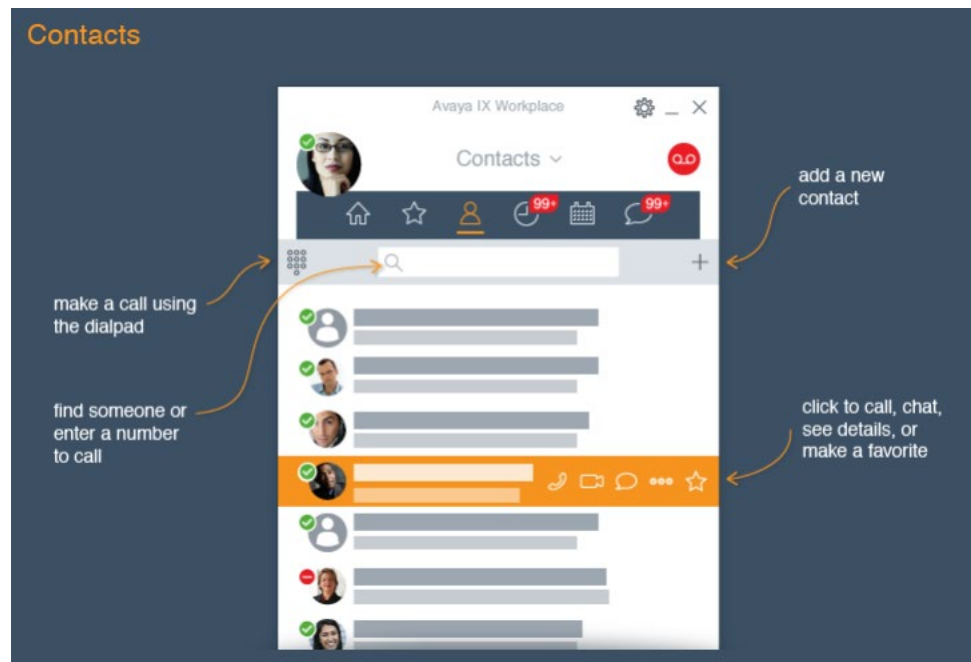 Contacts
Avaya IX Workplace
Contacts
99+
99+
add a new
contact
make a call using
the dialpad
find someone or
enter a number
to call
click to call, chat,
see details, or
make a favorite